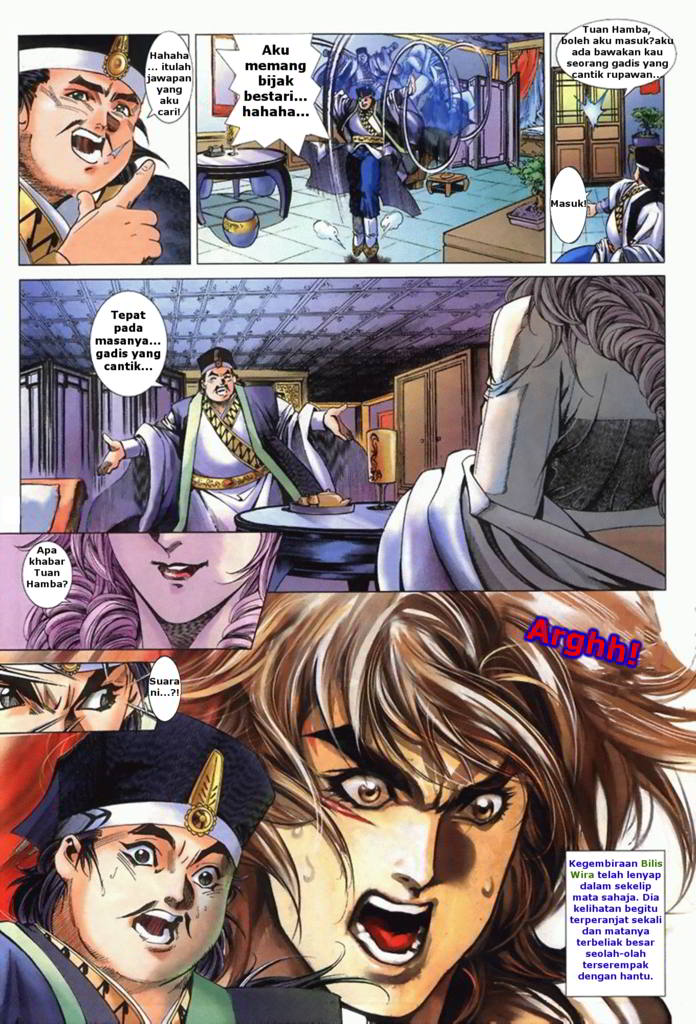 Hahaha
... itulah
jawapan
yang
aku
cari!
Aku
memang
bijak
bestari...
hahaha...
Tuan Hamba,
boleh aku masuk?aku
ada bawakan kau
seorang gadis yang
cantik rupawan...
Masuk!
Tepat
pada
masanya...
gadis yang
cantik...
Apa
khabar
Tuan
Hamba?
Suara
ni...?!
Arghh!
Kegembiraan Bilis
Wira telah lenyap
dalam sekelip
mata sahaja. Dia
kelihatan begitu
terperanjat sekali
dan matanya
terbeliak besar
seolah-olah
terserempak
dengan hantu.